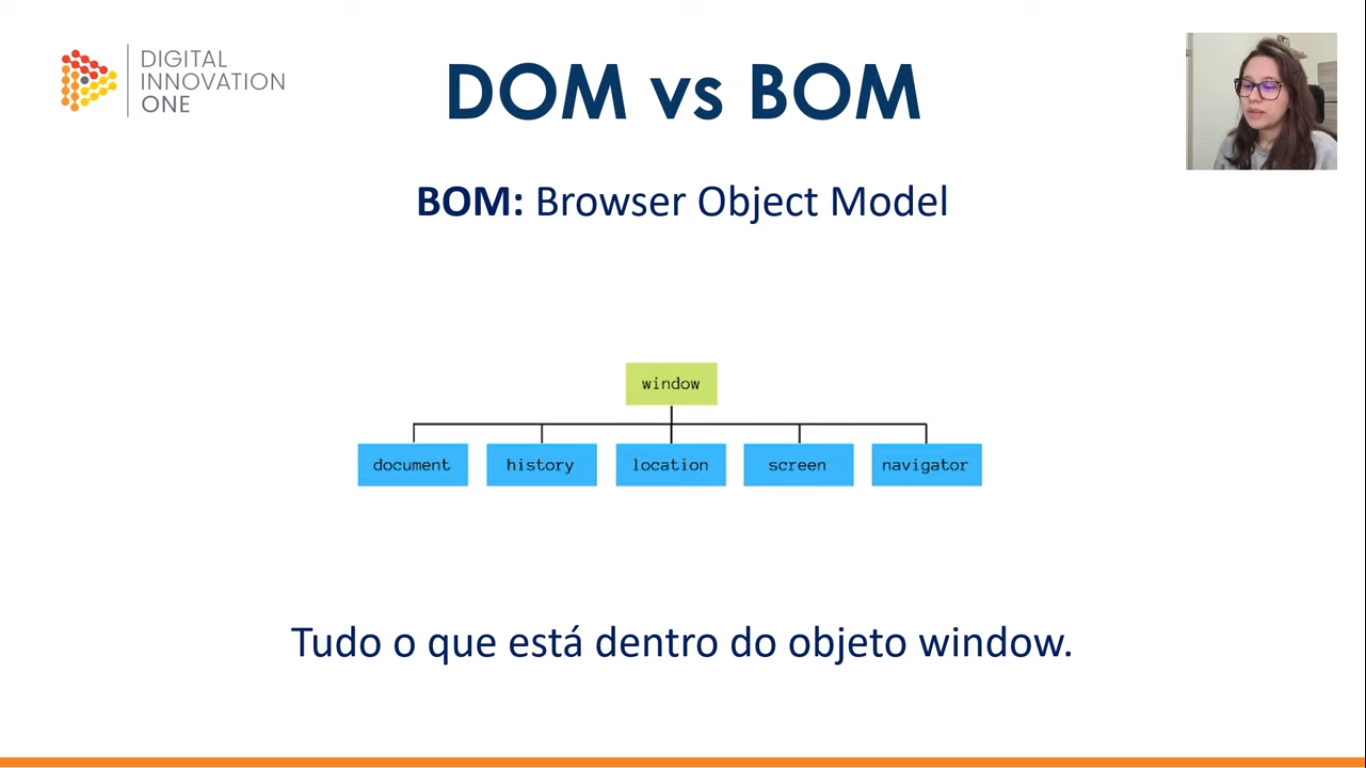 DIGITAL
INNOVATION
ONE
DOM vs BOM
BOM: Browser Object Model
window
document history location screen navigator
Tudo o que está dentro do objeto window.